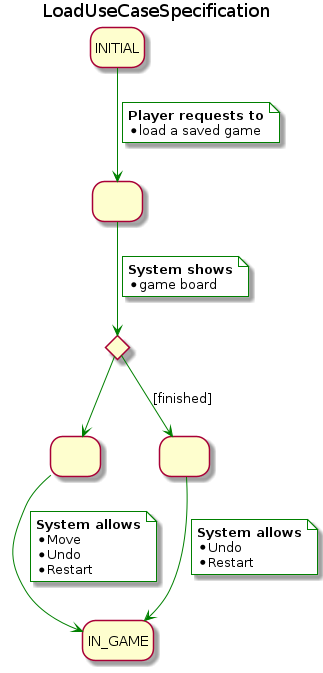 LoadUseCaseSpecification
INITIAL
Player requests to
• load a saved game
System shows
• game board
[finished]
System allows
• Move
• Undo
• Restart
System allows
• Undo
• Restart
IN_GAME